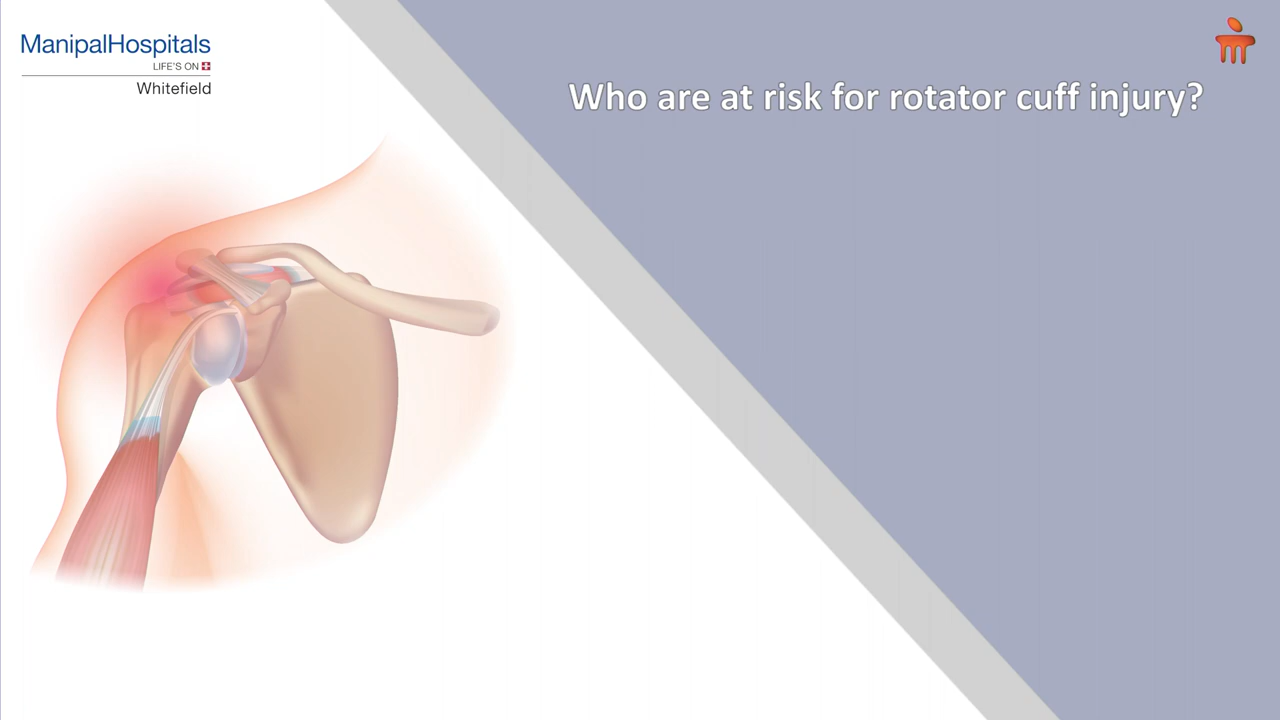 ManipalHospitals
LIFE'S ON
Whitefield
Who are at risk for rotator cuff injury?